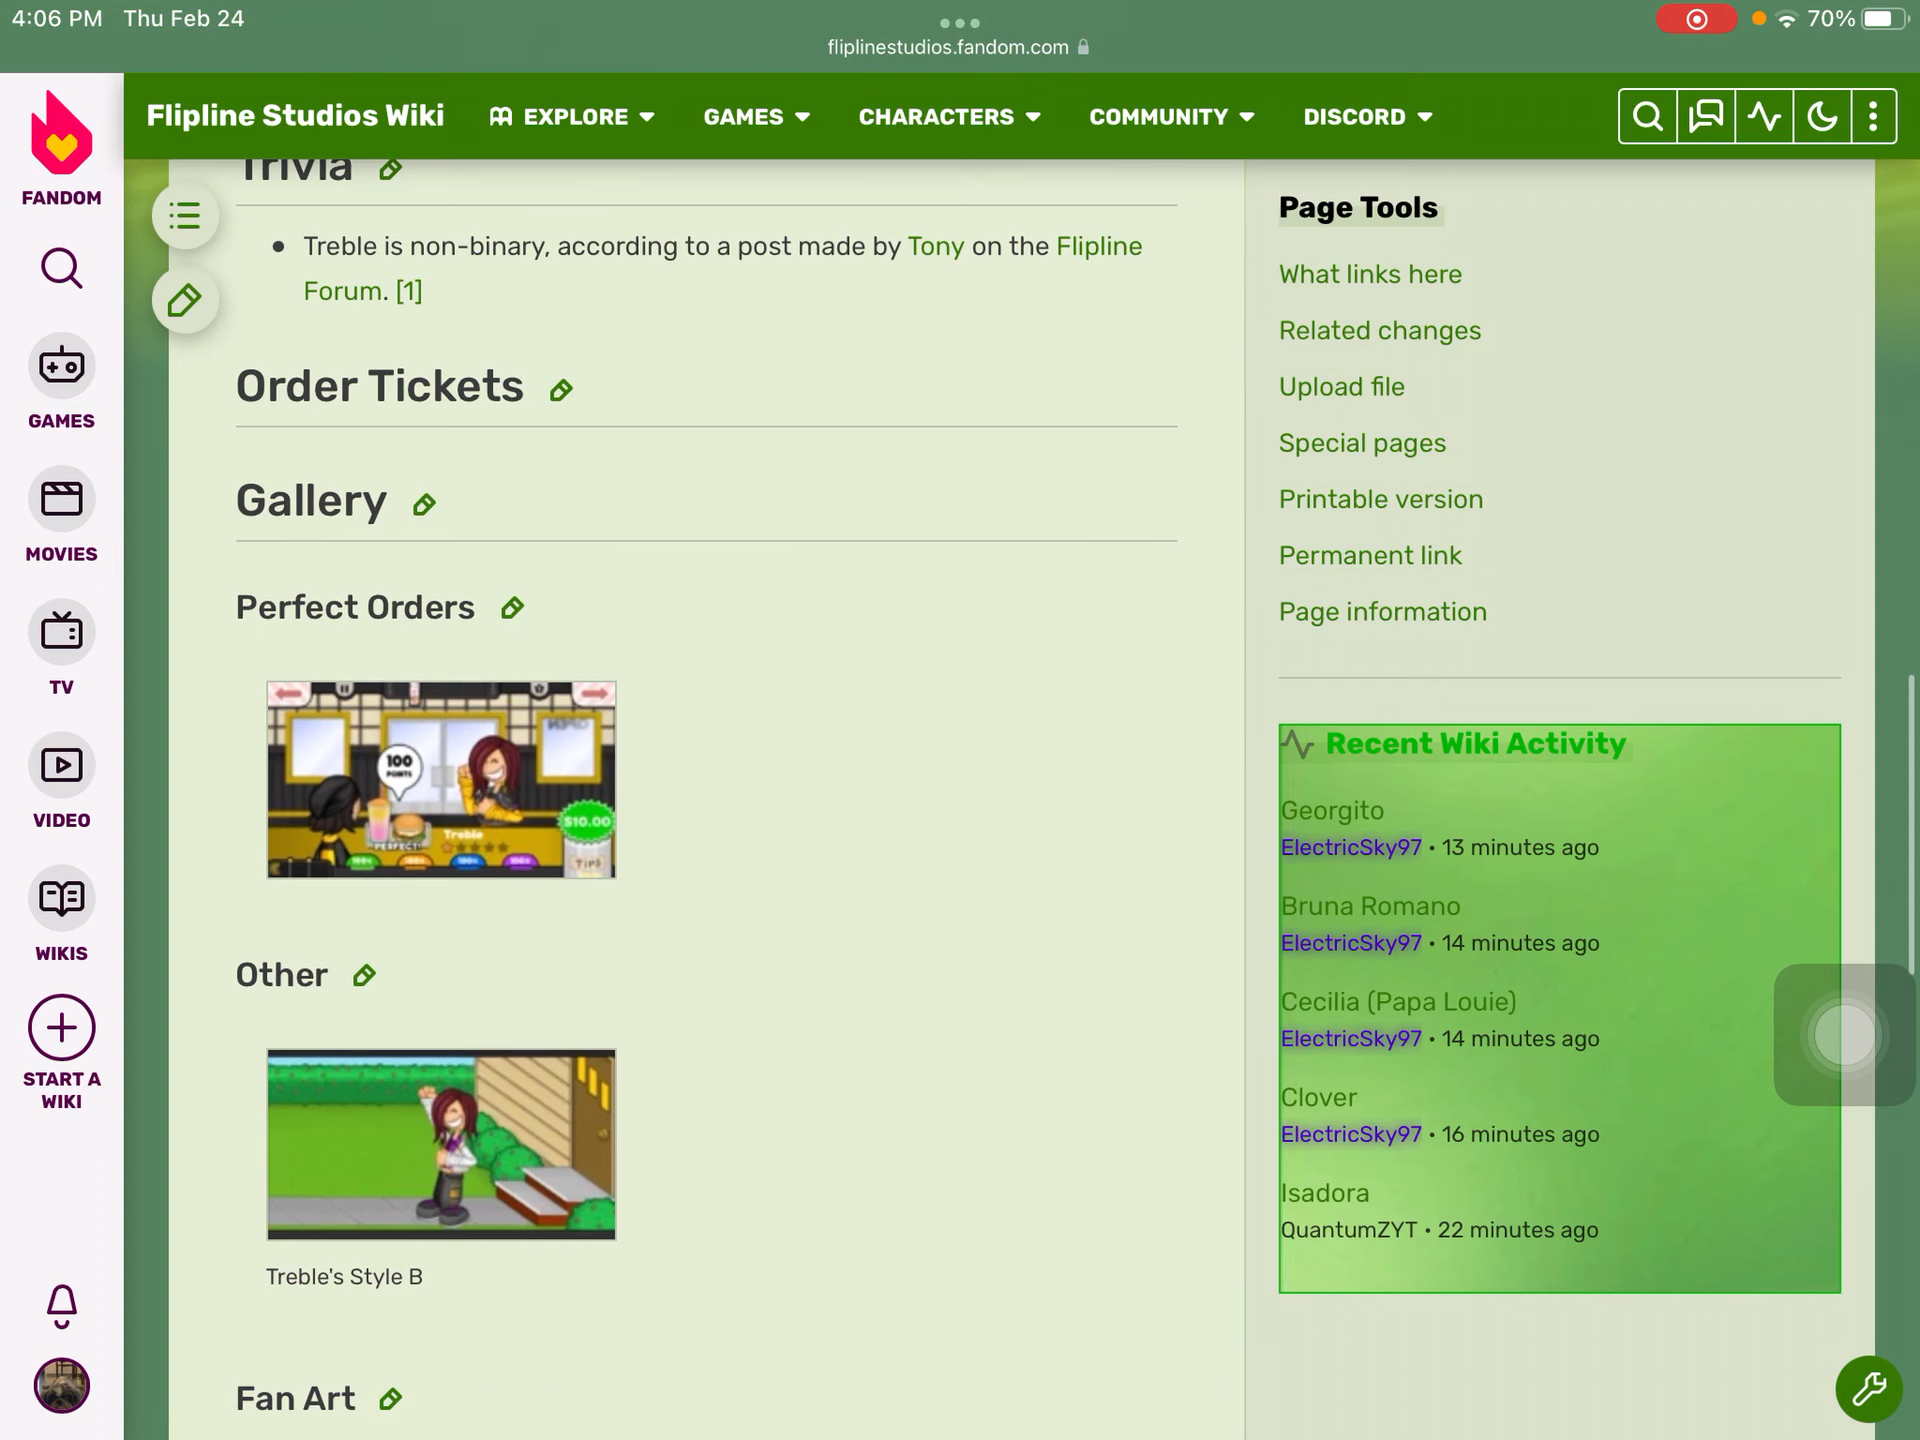 4:06 PM Thu Feb 24
70%
fliplinestudios.fandom.com
Flipline Studios Wiki
EXPLORE
GAMES
CHARACTERS
COMMUNITY
DISCORD
FANDOM
GAMES
MOVIES
TV
VIDEO
WIKIS
START A
WIKI
Trivia
Treble is non-binary, according to a post made by Tony on the Flipline
Forum. [1]
Order Tickets
Gallery
Perfect Orders
100
POINTS
$10.00
Treble
PERFECT!
TiPS
Other
Treble's Style B
Fan Art
Page Tools
What links here
Related changes
Upload file
Special pages
Printable version
Permanent link
Page information
Recent Wiki Activity
Georgito
ElectricSky97 • 13 minutes ago
Bruna Romano
ElectricSky97 • 14 minutes ago
Cecilia (Papa Louie)
ElectricSky97 • 14 minutes ago
Clover
ElectricSky97 • 16 minutes ago
Isadora
QuantumZYT • 22 minutes ago